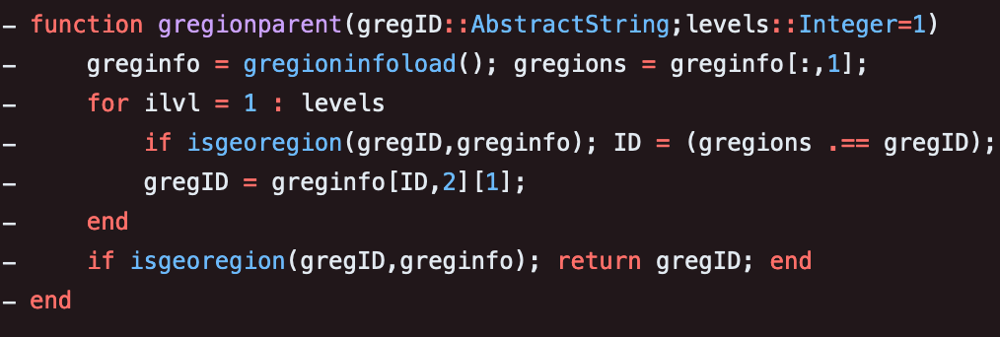 - function gregionparent(gregID::AbstractString;levels::Integer=1)
-     greginfo = gregioninfoload(); gregions = greginfo[:,1];
-     for ilvl = 1 : levels
-         if isgeoregion(gregID,greginfo); ID = (gregions .== gregID);
-         gregID = greginfo[ID,2][1];
-     end
-     if isgeoregion(gregID,greginfo); return gregID; end
- end